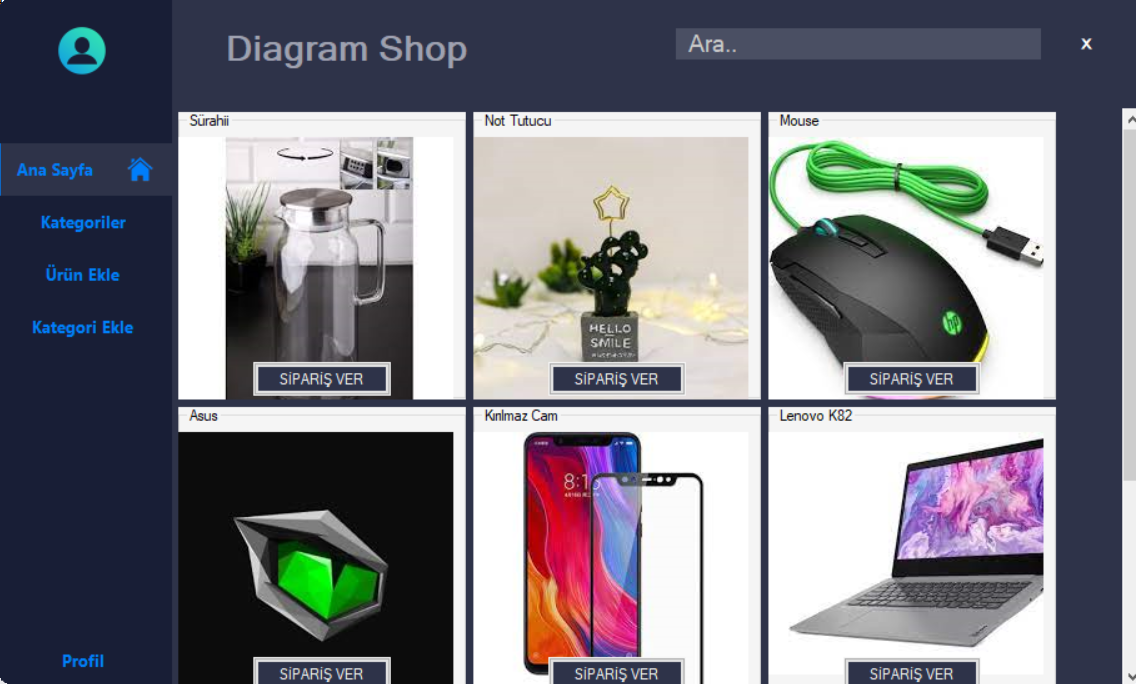 Diagram Shop
Ara..
x
Ana Sayfa
Kategoriler
Ürün Ekle
Kategori Ekle
Profil
Sürahii
Not Tutucu
Mouse
HELLO
SMILE
hp
SİPARİŞ VER
SİPARİŞ VER
SİPARİŞ VER
Asus
Kırılmaz Cam
Lenovo K82
8:1
SİPARİŞ VER
SİPARİŞ VER
SİPARİŞ VER